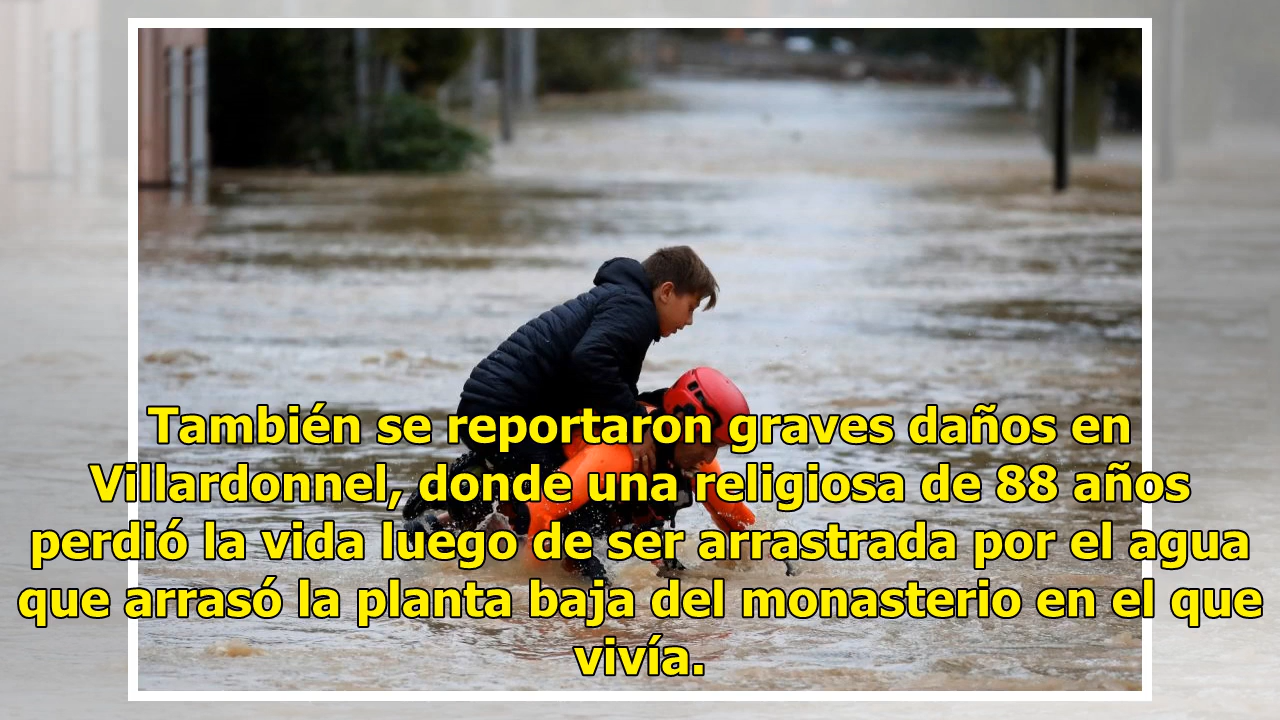 También se reportaron graves daños en
Villardonnel, donde una religiosa de 88 años
perdió la vida luego de ser arrastrada por el agua
que arrasó la planta baja del monasterio en el que
vivía.